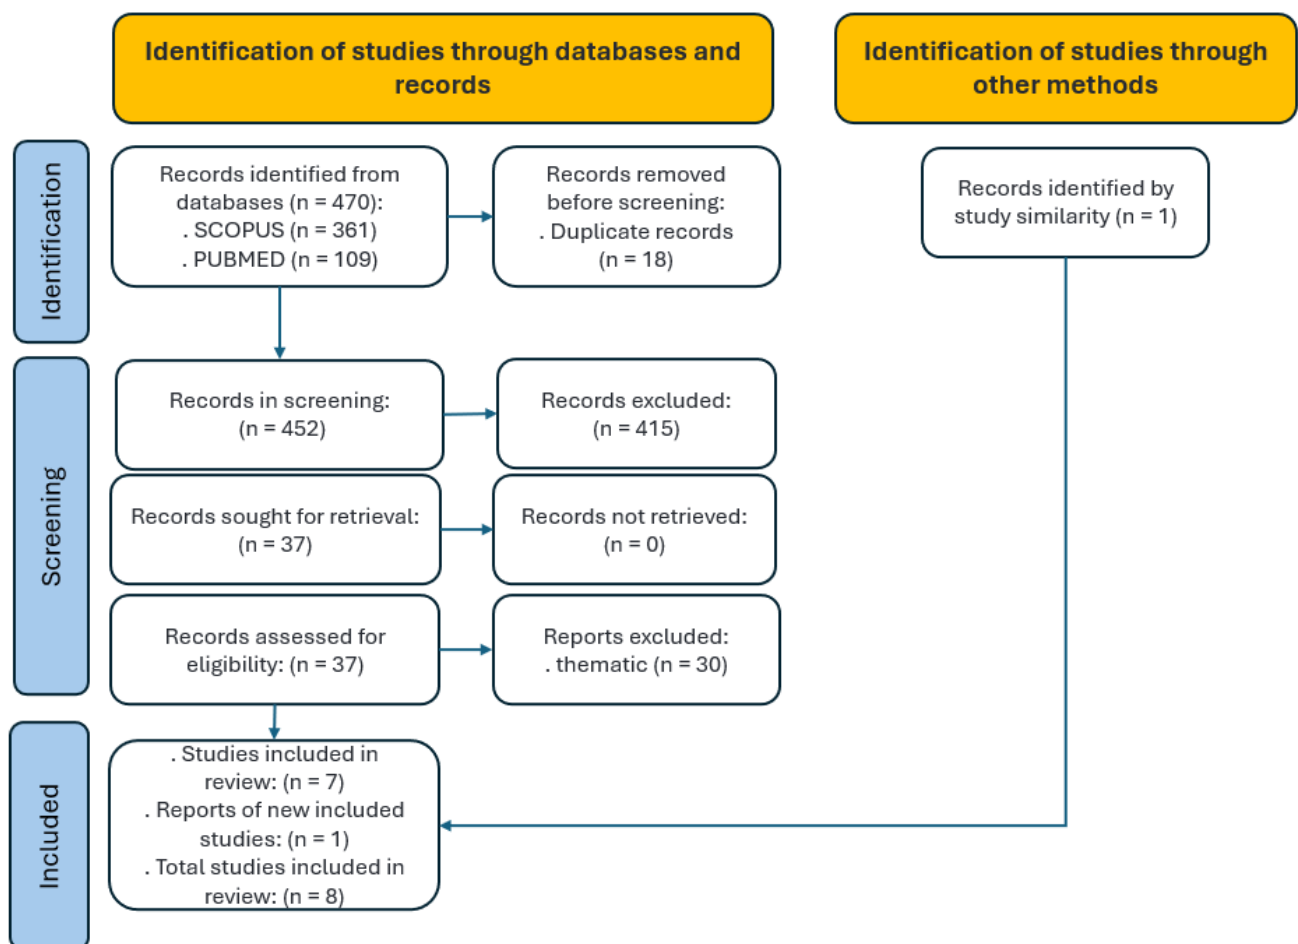 Identification of studies through databases and
records
Identification of studies through
other methods
Identification
Records identified from
databases (n = 470):
. SCOPUS (n = 361)
. PUBMED (n = 109)
Records removed
before screening:
. Duplicate records
(n = 18)
Records identified by
study similarity (n = 1)
Screening
Records in screening:
(n = 452)
Records excluded:
(n = 415)
Records sought for retrieval:
(n = 37)
Records not retrieved:
(n = 0)
Records assessed for
eligibility: (n = 37)
Reports excluded:
. thematic (n = 30)
Included
. Studies included in
review: (n = 7)
. Reports of new included
studies: (n = 1)
. Total studies included in
review: (n = 8)